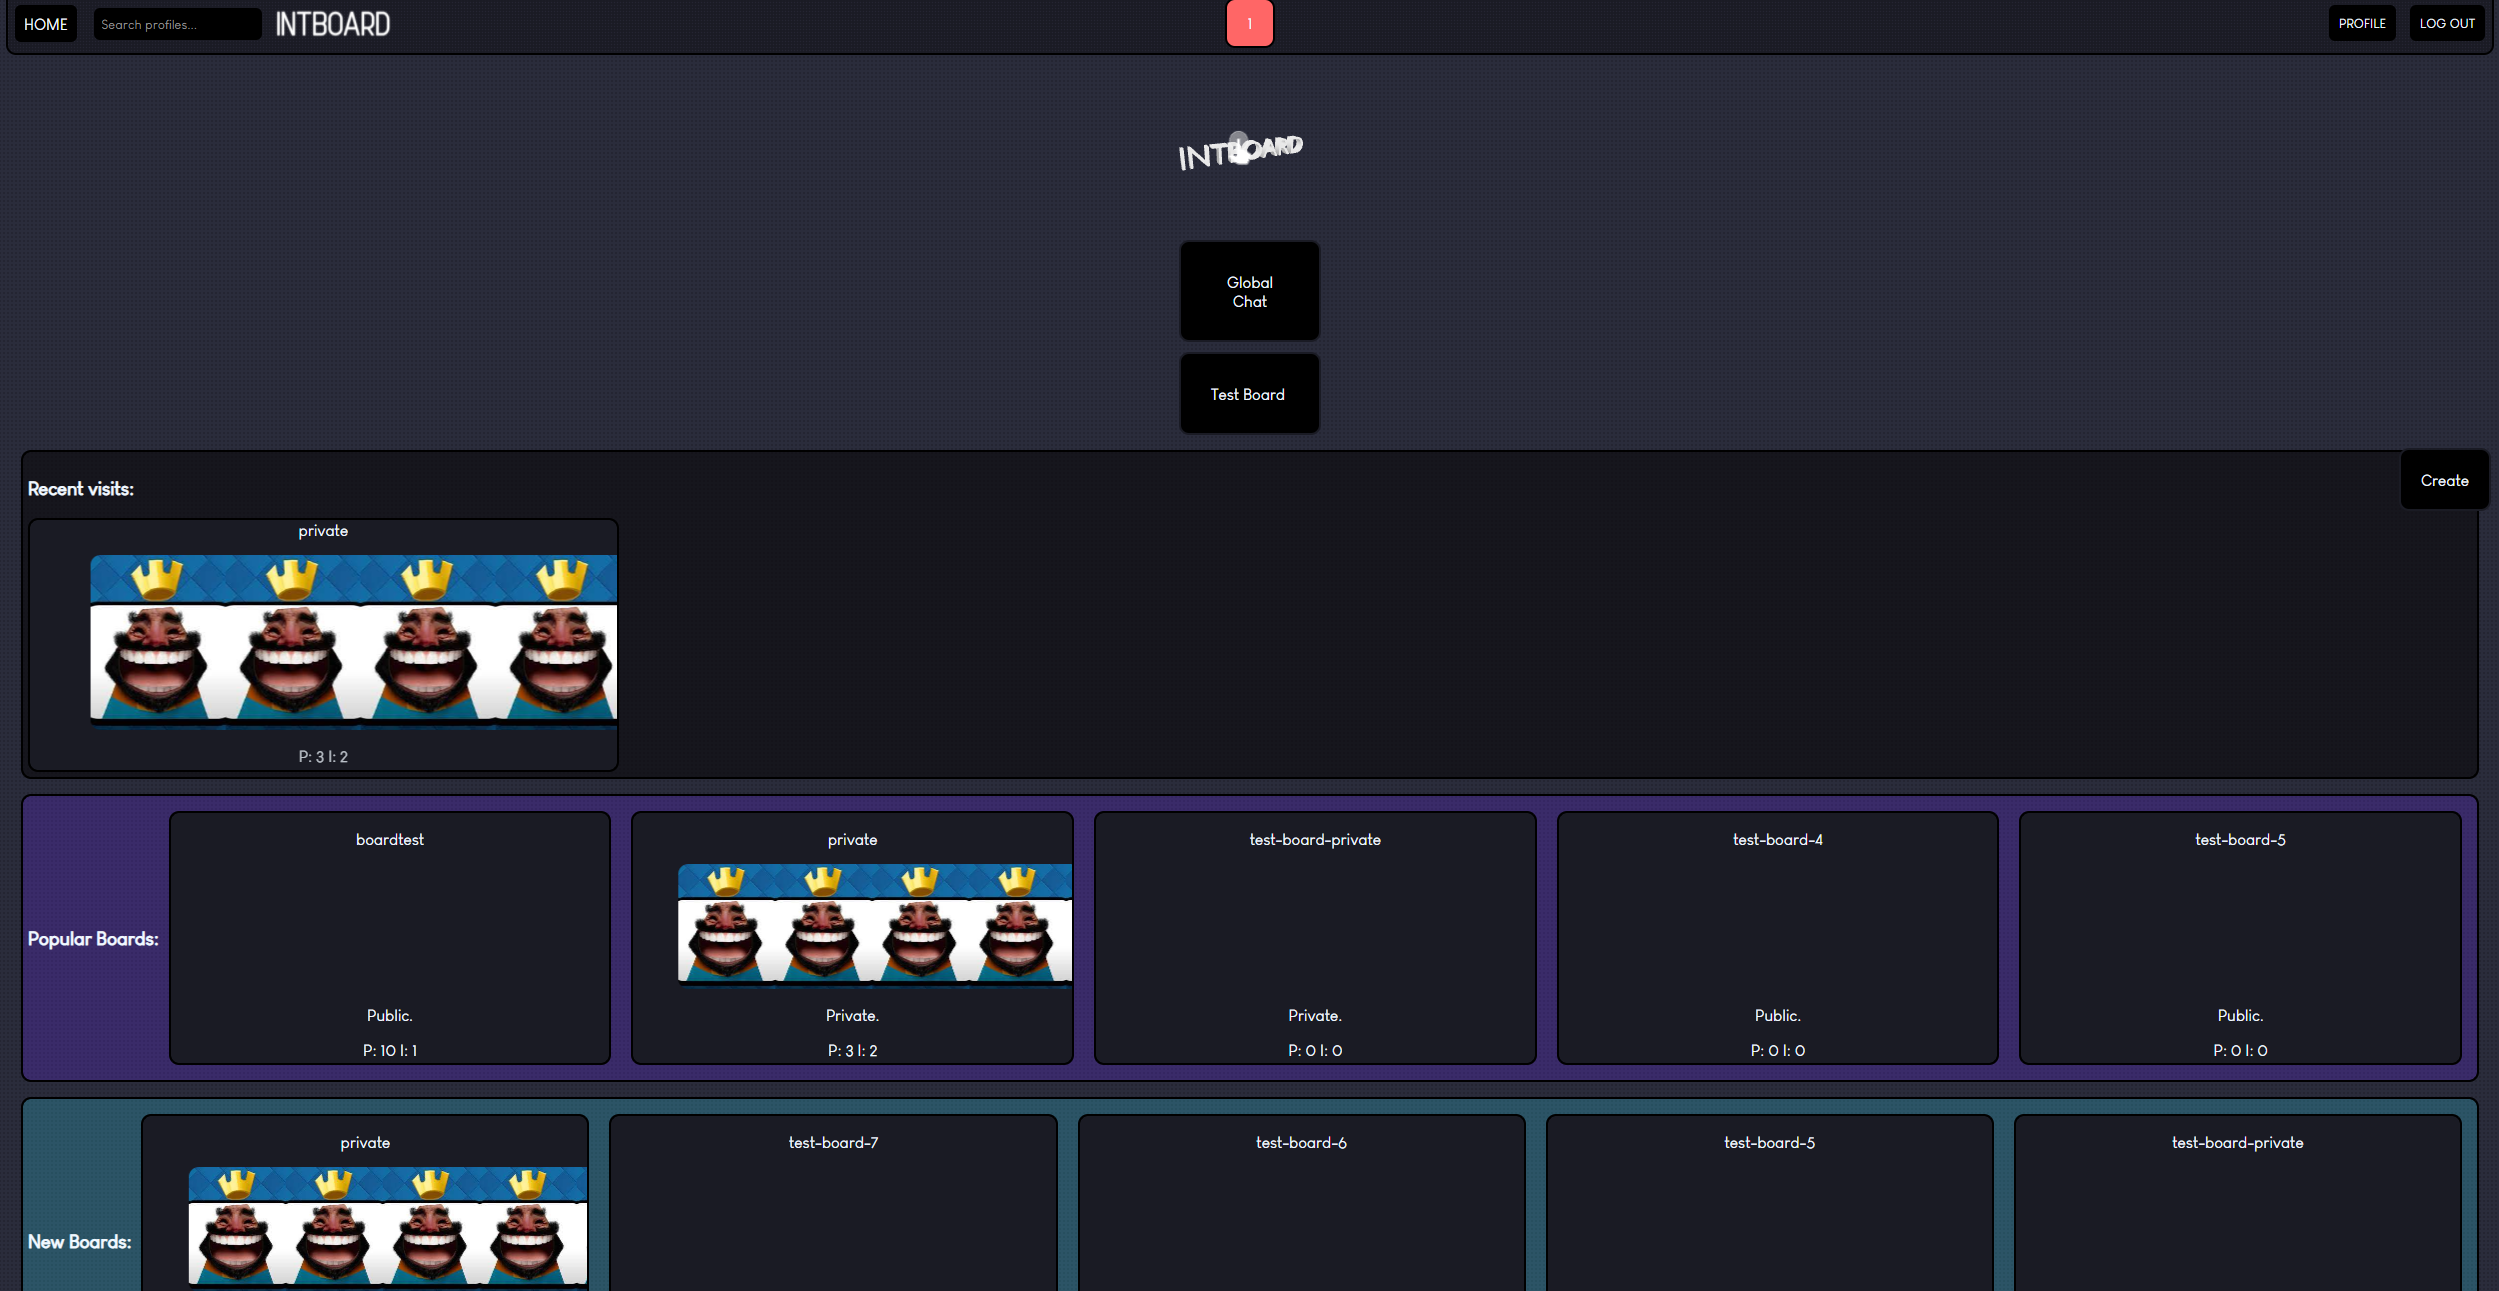 HOME
Search profiles...
INTBOARD
1
PROFILE
LOG OUT
INTBOARD
Global
Chat
Test Board
Create
Recent visits:
private
P: 3 I: 2
Popular Boards:
boardtest
Public.
P: 10 I: 1
private
Private.
P: 3 I: 2
test-board-private
Private.
P: 0 I: 0
test-board-4
Public.
P: 0 I: 0
test-board-5
Public.
P: 0 I: 0
New Boards:
private
test-board-7
test-board-6
test-board-5
test-board-private